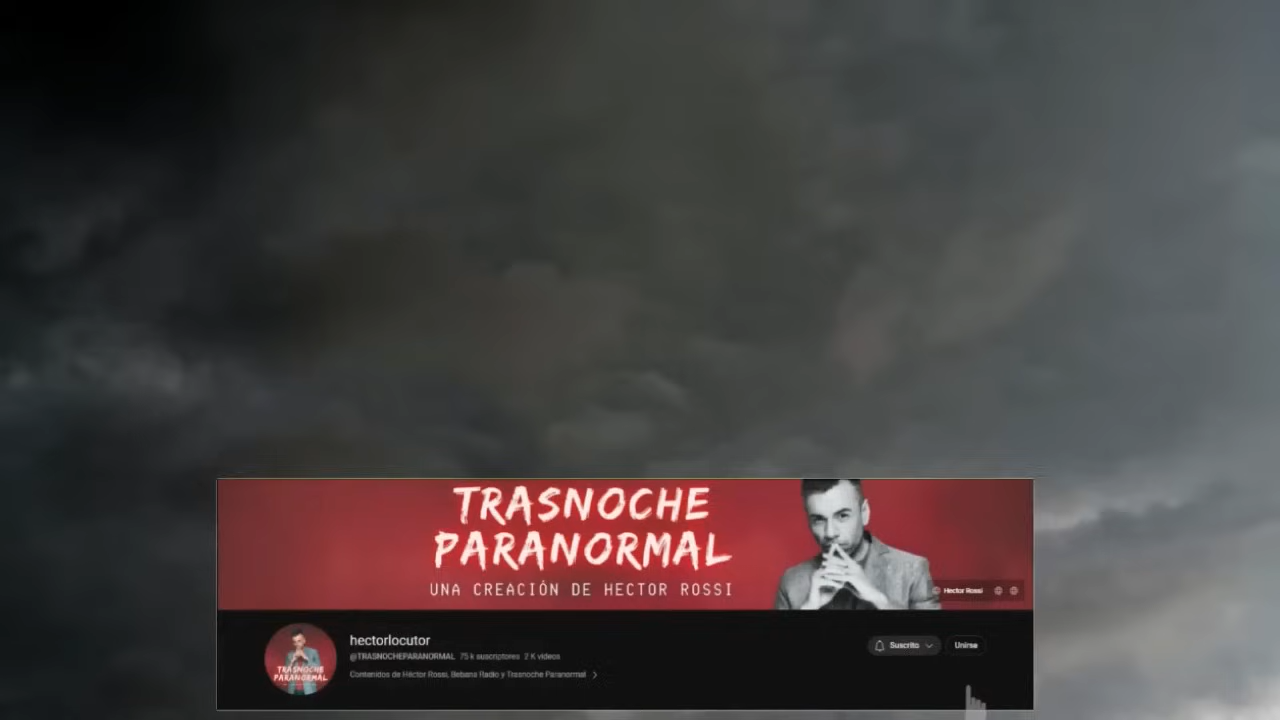 TRASNOCHE
PARANORMAL
UNA CREACIÓN DE HECTOR ROSSI
Hector Rossi
hectorlocutor
@TRASNOCHEPARANORMAL 75 k suscriptores 2 K videos
Contenidos de Héctor Rossi, Bebana Radio y Trasnoche Paranormal
Suscrito
Unirse
TRASNOCHE
PARANORMAL